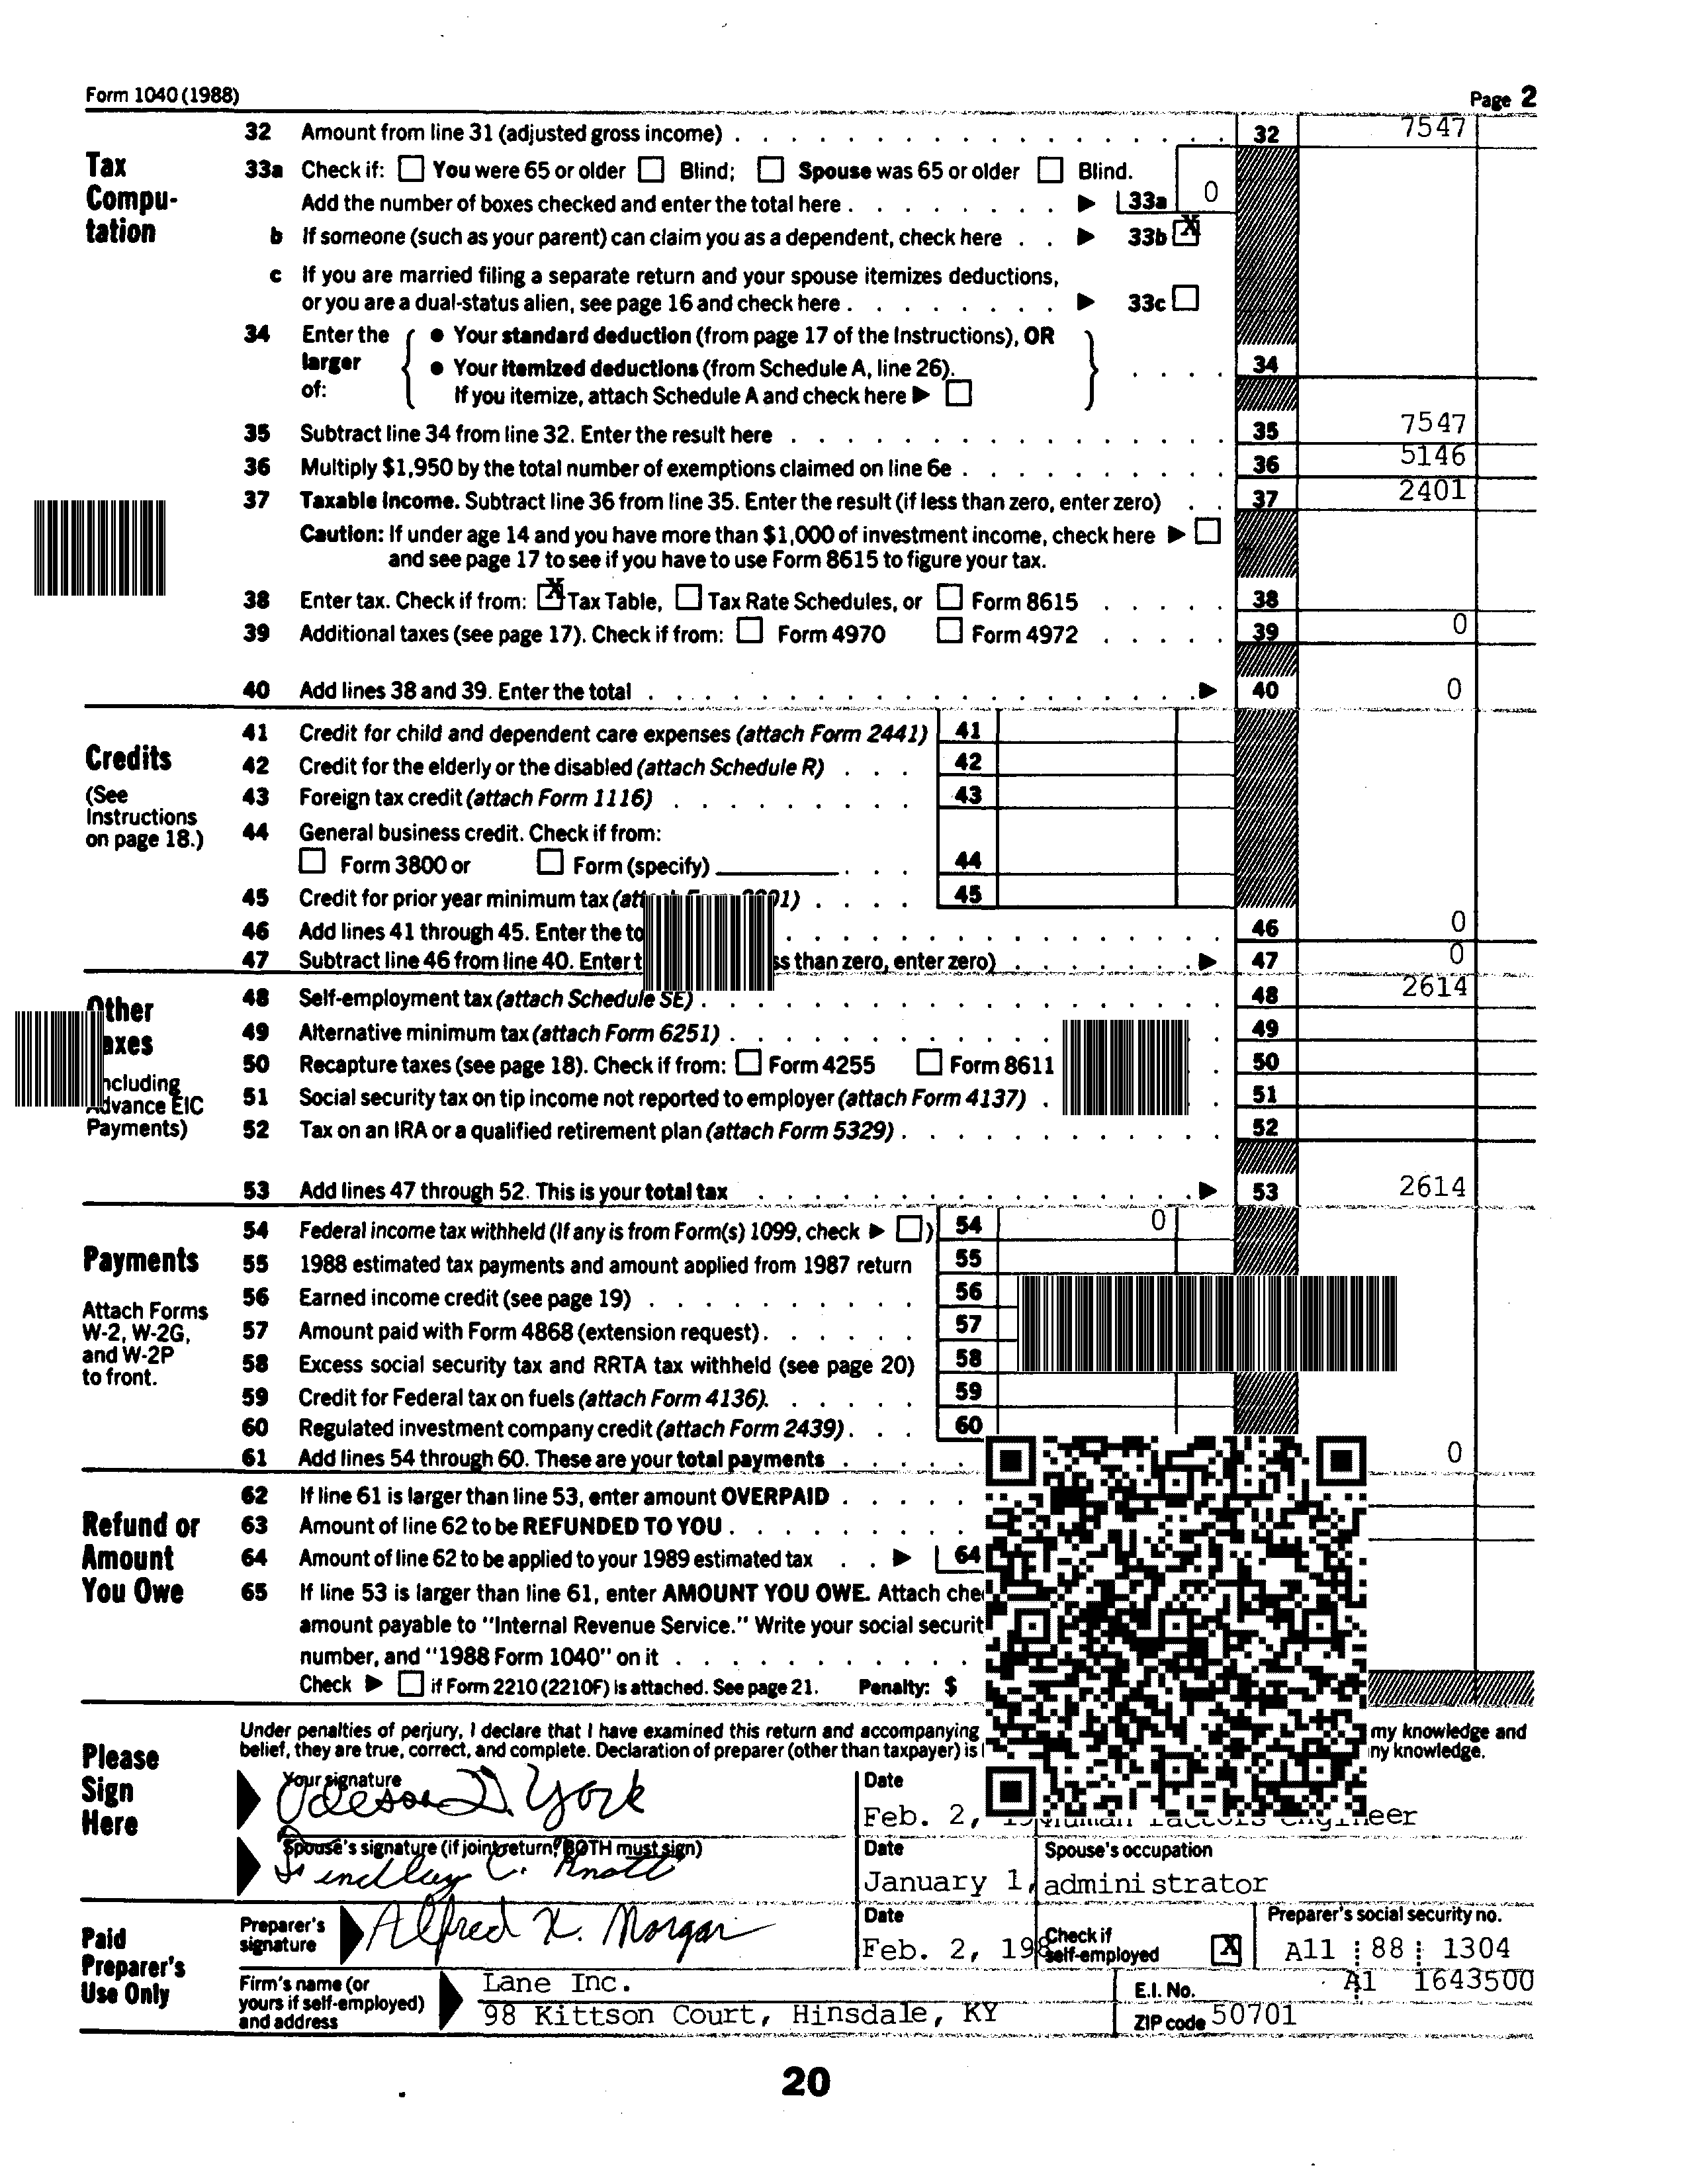 Form 1040 (1988) Page 2
Tax Compu-tation
32 Amount from line 31 (adjusted gross income) 32 7547
33a Check if: You were 65 or older Blind; Spouse was 65 or older Blind.
Add the number of boxes checked and enter the total here 33a 0
b If someone (such as your parent) can claim you as a dependent, check here 33b X
c If you are married filing a separate return and your spouse itemizes deductions,
or you are a dual-status alien, see page 16 and check here 33c
34 Enter the larger of:
• Your standard deduction (from page 17 of the Instructions), OR
• Your itemized deductions (from Schedule A, line 26). 34
If you itemize, attach Schedule A and check here
35 Subtract line 34 from line 32. Enter the result here 35 7547
36 Multiply $1,950 by the total number of exemptions claimed on line 6e 36 5146
37 Taxable income. Subtract line 36 from line 35. Enter the result (if less than zero, enter zero) 37 2401
Caution: If under age 14 and you have more than $1,000 of investment income, check here
and see page 17 to see if you have to use Form 8615 to figure your tax.
38 Enter tax. Check if from: X Tax Table, Tax Rate Schedules, or Form 8615 38
39 Additional taxes (see page 17). Check if from: Form 4970 Form 4972 39 0
40 Add lines 38 and 39. Enter the total 40 0
Credits
(See Instructions on page 18.)
41 Credit for child and dependent care expenses (attach Form 2441) 41
42 Credit for the elderly or the disabled (attach Schedule R) 42
43 Foreign tax credit (attach Form 1116) 43
44 General business credit. Check if from:
Form 3800 or Form (specify) 44
45 Credit for prior year minimum tax 45
46 Add lines 41 through 45. Enter the 46 0
47 Subtract line 46 from line 40. Enter than zero, enter zero) 47 0
48 Self-employment tax (attach Schedule SE) 48 2614
49 Alternative minimum tax (attach Form 6251) 49
50 Recapture taxes (see page 18). Check if from: Form 4255 Form 8611 50
Payments)
51 Social security tax on tip income not reported to employer (attach Form 4137) 51
52 Tax on an IRA or a qualified retirement plan (attach Form 5329) 52
53 Add lines 47 through 52. This is your total tax 53 2614
Payments
Attach Forms W-2, W-2G, and W-2P to front.
54 Federal income tax withheld (If any is from Form(s) 1099, check ) 54 0
55 1988 estimated tax payments and amount applied from 1987 return 55
56 Earned income credit (see page 19) 56
57 Amount paid with Form 4868 (extension request) 57
58 Excess social security tax and RRTA tax withheld (see page 20) 58
59 Credit for Federal tax on fuels (attach Form 4136). 59
60 Regulated investment company credit (attach Form 2439) 60
61 Add lines 54 through 60. These are your total payments 0
Refund or Amount You Owe
62 If line 61 is larger than line 53, enter amount OVERPAID
63 Amount of line 62 to be REFUNDED TO YOU
64 Amount of line 62 to be applied to your 1989 estimated tax 64
65 If line 53 is larger than line 61, enter AMOUNT YOU OWE. Attach
amount payable to "Internal Revenue Service." Write your social
number, and "1988 Form 1040" on it
Check if Form 2210 (2210F) is attached. See page 21. Penalty: $
Please Sign Here
Under penalties of perjury, I declare that I have examined this return and accompanying my knowledge and
belief, they are true, correct, and complete. Declaration of preparer (other than taxpayer) is knowledge.
Your signature Date
Odessa D. York Feb. 2,
Spouse's signature (if joint return, BOTH must sign) Date Spouse's occupation
Findlay C. Knott January 1, administrator
Paid Preparer's Use Only
Preparer's signature Alfred X. Morgan Date Feb. 2, Check if self-employed X Preparer's social security no. A11 88 1304
Firm's name (or yours if self-employed) and address
Lane Inc. E.I. No. A1 1643500
98 Kittson Court, Hinsdale, KY ZIP code 50701
20